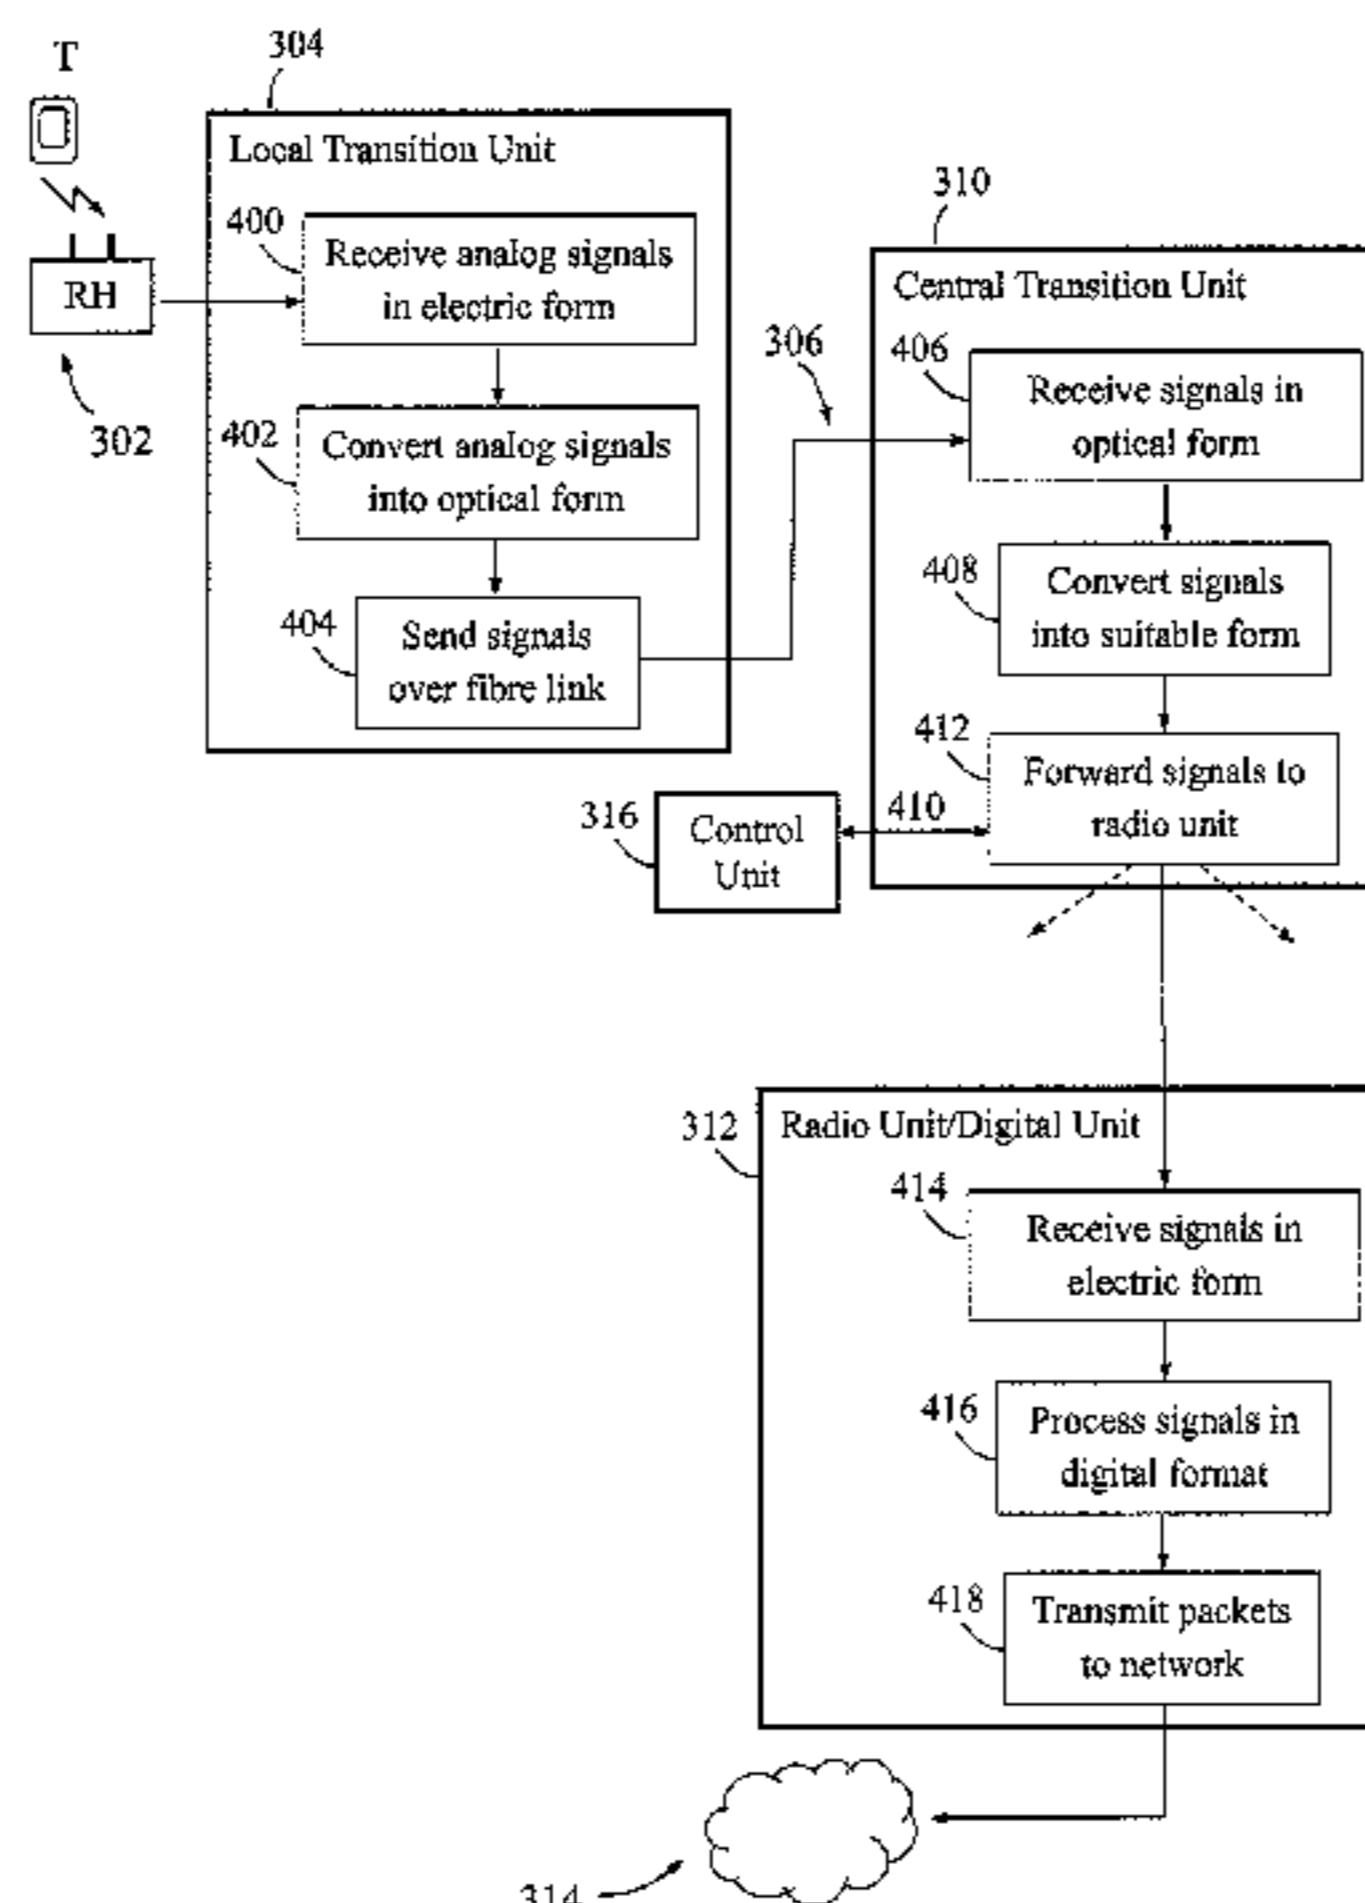 T
304
Local Transition Unit
400
Receive analog signals
in electric form
RH
302
402
Convert analog signals
into optical form
404
Send signals
over fibre link
306
310
Central Transition Unit
406
Receive signals in
optical form
408
Convert signals
into suitable form
412
Forward signals to
radio unit
410
316
Control
Unit
312
Radio Unit/Digital Unit
414
Receive signals in
electric form
416
Process signals in
digital format
418
Transmit packets
to network
314